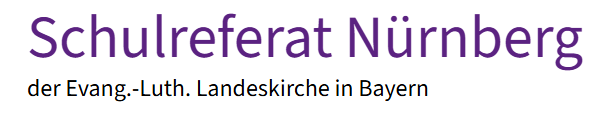 Schulreferat Nürnberg
der Evang.-Luth. Landeskirche in Bayern